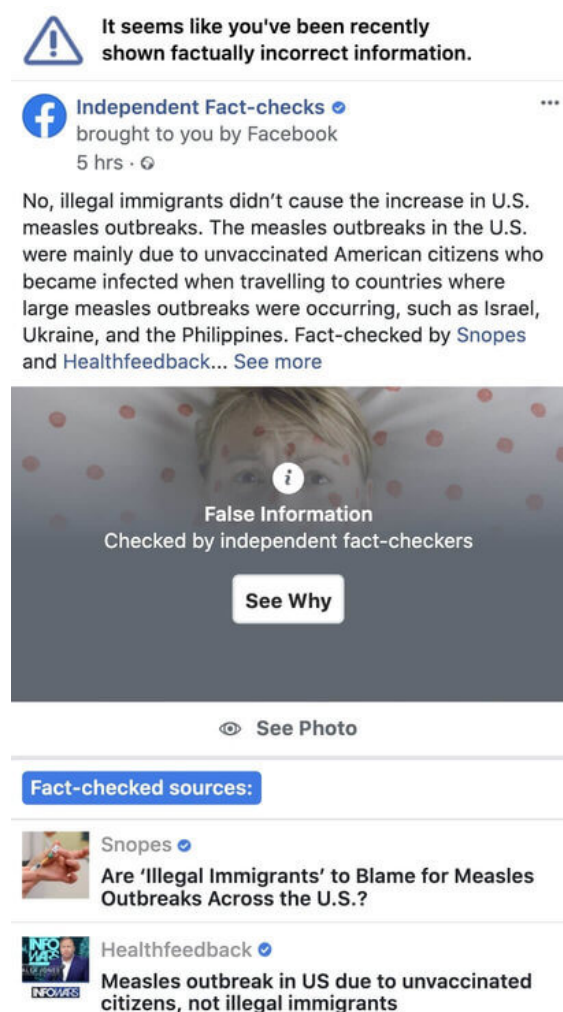 It seems like you've been recently
shown factually incorrect information.
Independent Fact-checks
brought to you by Facebook
5 hrs ·
No, illegal immigrants didn’t cause the increase in U.S.
measles outbreaks. The measles outbreaks in the U.S.
were mainly due to unvaccinated American citizens who
became infected when travelling to countries where
large measles outbreaks were occurring, such as Israel,
Ukraine, and the Philippines. Fact-checked by Snopes
and Healthfeedback... See more
False Information
Checked by independent fact-checkers
See Why
See Photo
Fact-checked sources:
Snopes
Are ‘Illegal Immigrants’ to Blame for Measles
Outbreaks Across the U.S.?
INFO
WARS
INFOWARS
Healthfeedback
Measles outbreak in US due to unvaccinated
citizens, not illegal immigrants